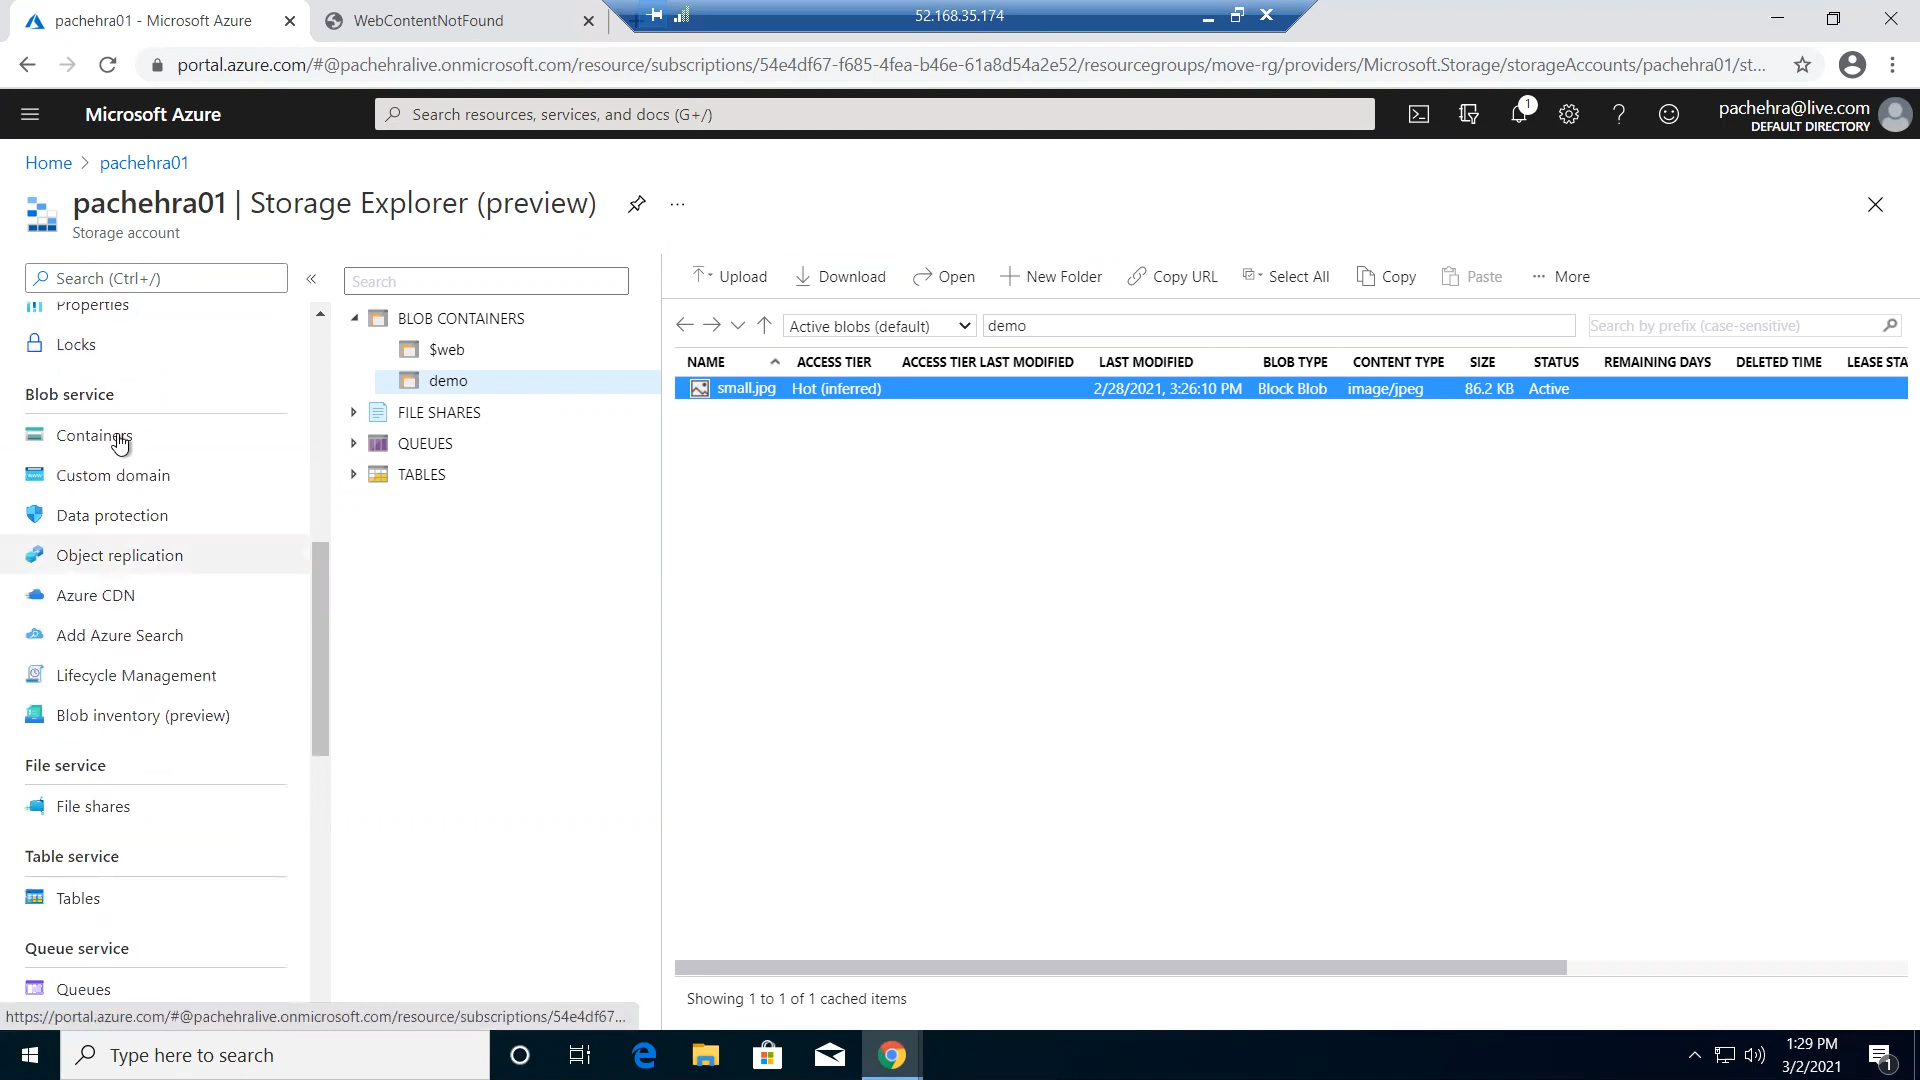 pachehra01 - Microsoft Azure
WebContentNotFound
52.168.35.174
portal.azure.com/#@pachehralive.onmicrosoft.com/resource/subscriptions/54e4df67-f685-4fea-b46e-61a8d54a2e52/resourcegroups/move-rg/providers/Microsoft.Storage/storageAccounts/pachehra01/st...
Microsoft Azure
Search resources, services, and docs (G+/)
1
pachehra@live.com
DEFAULT DIRECTORY
Home > pachehra01
pachehra01 | Storage Explorer (preview)
Storage account
Search (Ctrl+/)
Properties
Locks
Blob service
Containers
Custom domain
Data protection
Object replication
Azure CDN
Add Azure Search
Lifecycle Management
Blob inventory (preview)
File service
File shares
Table service
Tables
Queue service
Queues
Search
BLOB CONTAINERS
$web
demo
FILE SHARES
QUEUES
TABLES
Upload Download Open New Folder Copy URL Select All Copy Paste More
Active blobs (default) demo Search by prefix (case-sensitive)
NAME ACCESS TIER ACCESS TIER LAST MODIFIED LAST MODIFIED BLOB TYPE CONTENT TYPE SIZE STATUS REMAINING DAYS DELETED TIME LEASE STA
small.jpg Hot (inferred) 2/28/2021, 3:26:10 PM Block Blob image/jpeg 86.2 KB Active
Showing 1 to 1 of 1 cached items
https://portal.azure.com/#@pachehralive.onmicrosoft.com/resource/subscriptions/54e4df67...
Type here to search
1:29 PM
3/2/2021
1